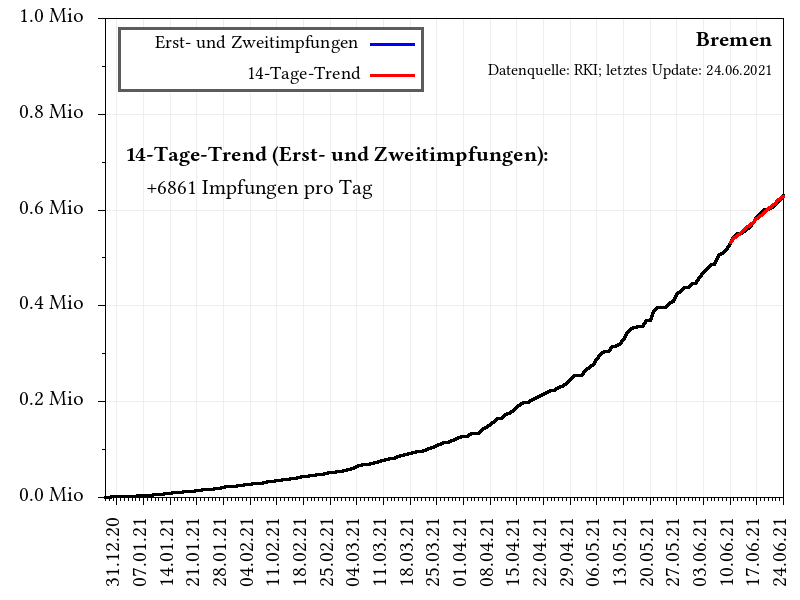 1.0 Mio
0.8 Mio
0.6 Mio
0.4 Mio
0.2 Mio
0.0 Mio
Erst- und Zweitimpfungen
14-Tage-Trend
Bremen
Datenquelle: RKI; letztes Update: 24.06.2021
14-Tage-Trend (Erst- und Zweitimpfungen):
+6861 Impfungen pro Tag
31.12.20
07.01.21
14.01.21
21.01.21
28.01.21
04.02.21
11.02.21
18.02.21
25.02.21
04.03.21
11.03.21
18.03.21
25.03.21
01.04.21
08.04.21
15.04.21
22.04.21
29.04.21
06.05.21
13.05.21
20.05.21
27.05.21
03.06.21
10.06.21
17.06.21
24.06.21